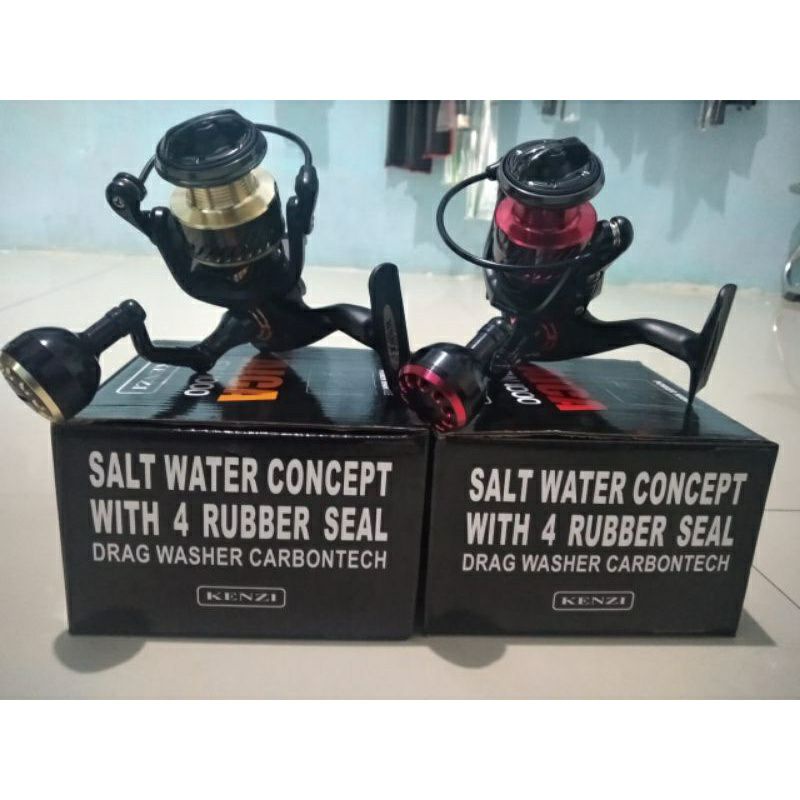 SALT WATER CONCEPT
WITH 4 RUBBER SEAL
DRAG WASHER CARBONTECH
KENZI
SALT WATER CONCEPT
WITH 4 RUBBER SEAL
DRAG WASHER CARBONTECH
KENZI